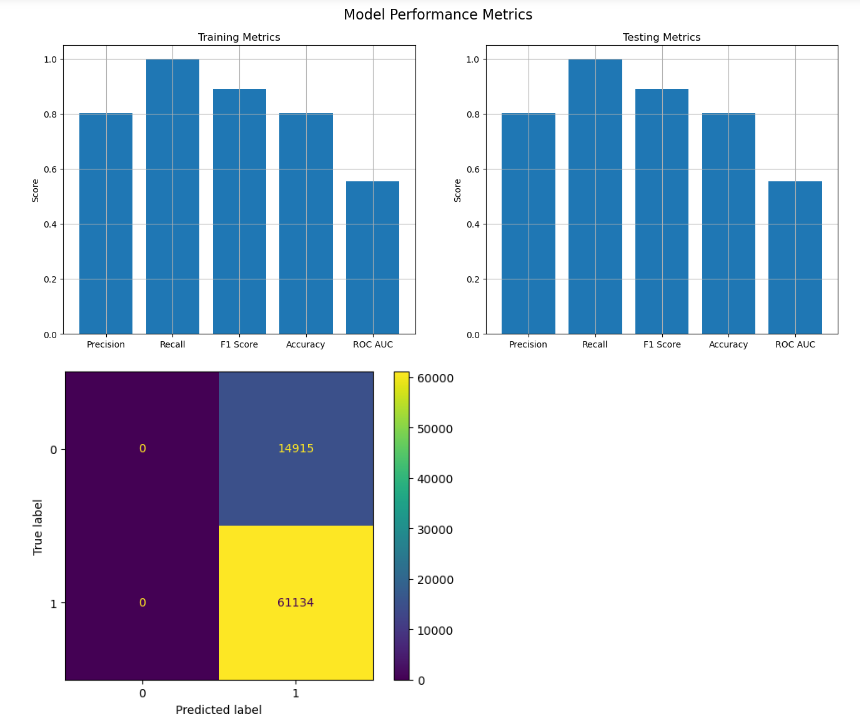 Model Performance Metrics
Training Metrics
1.0
0.8
0.6
0.4
0.2
0.0
Score
Precision Recall F1 Score Accuracy ROC AUC
Testing Metrics
1.0
0.8
0.6
0.4
0.2
0.0
Score
Precision Recall F1 Score Accuracy ROC AUC
0 0 14915
1 0 61134
True label
0 1
Predicted label
60000
50000
40000
30000
20000
10000
0